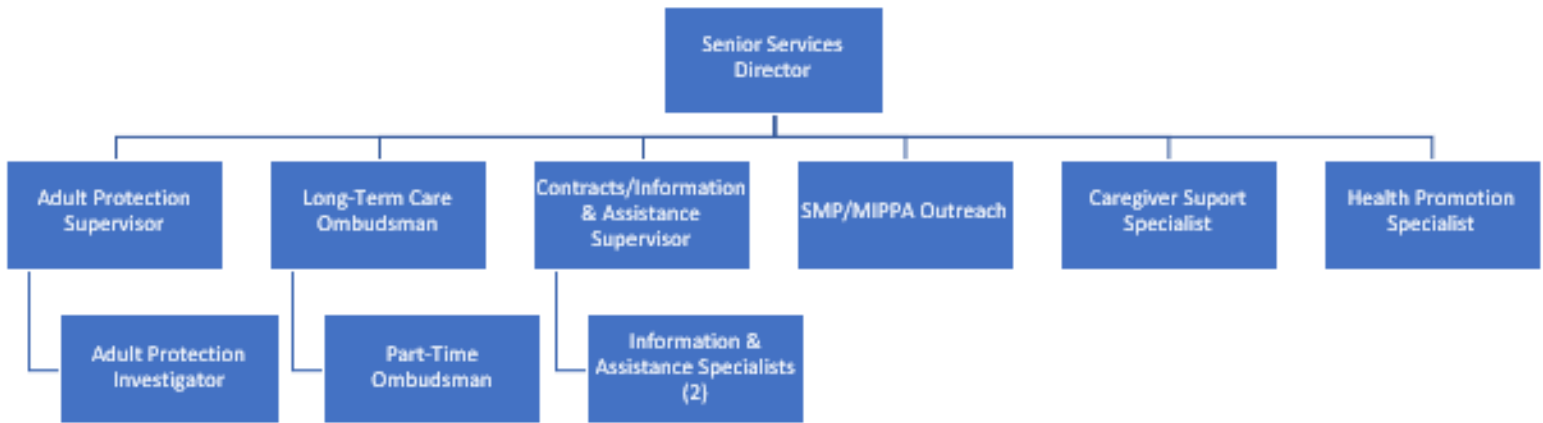 Senior Services
Director
Adult Protection
Supervisor
Long-Term Care
Ombudsman
Contracts/Information
& Assistance
Supervisor
SMP/MIPPA Outreach
Caregiver Suport
Specialist
Health Promotion
Specialist
Adult Protection
Investigator
Part-Time
Ombudsman
Information &
Assistance Specialists
(2)